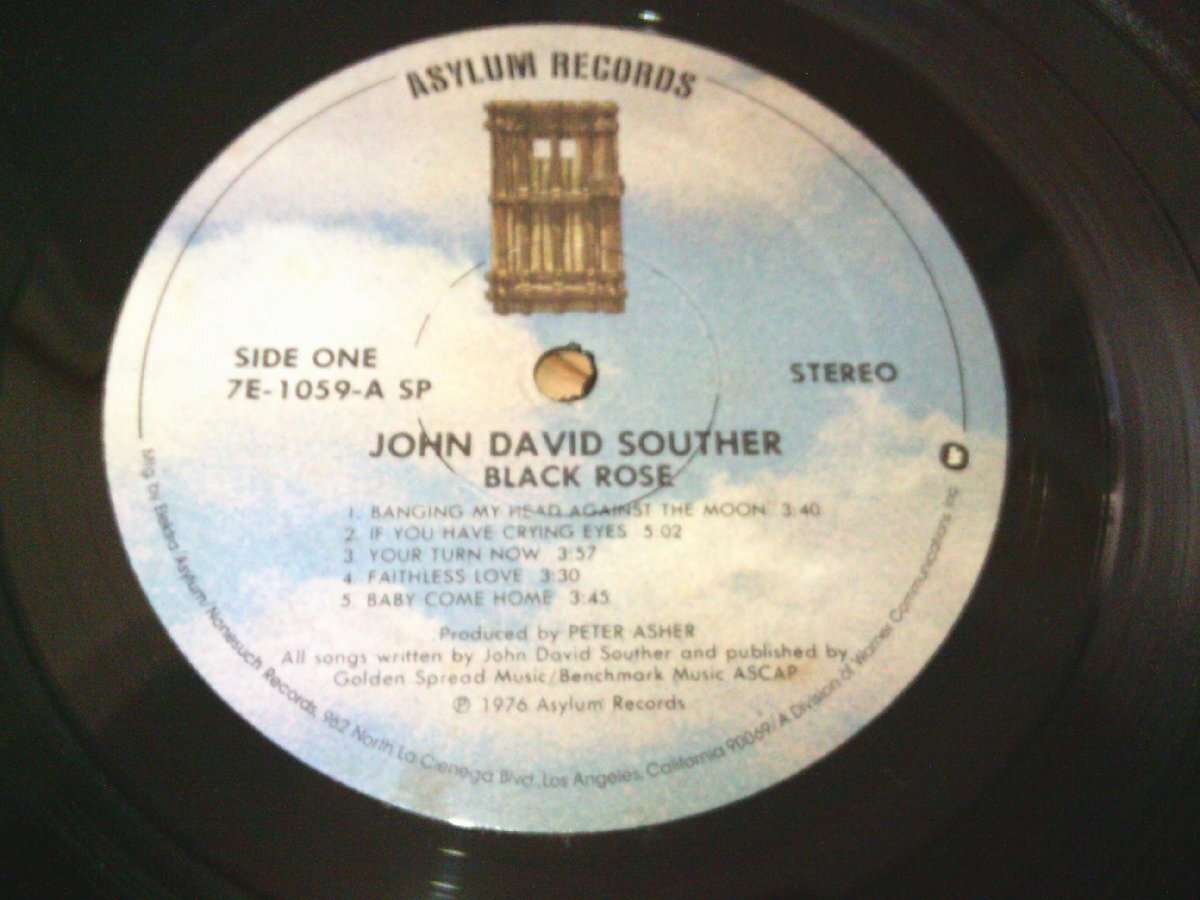 ASYLUM RECORDS
SIDE ONE
7E-1059-A SP
STEREO
JOHN DAVID SOUTHER
BLACK ROSE
1. BANGING MY HEAD AGAINST THE MOON 3:40
2. IF YOU HAVE CRYING EYES 5:02
3. YOUR TURN NOW 3:57
4. FAITHLESS LOVE 3:30
5. BABY COME HOME 3:45
Produced by PETER ASHER
All songs written by John David Souther and published by
Golden Spread Music/Benchmark Music ASCAP
℗ 1976 Asylum Records
Mfg. by Elektra/Asylum/Nonesuch Records, 962 North La Cienega Blvd., Los Angeles, California 90069/A Division of Warner Communications, Inc.